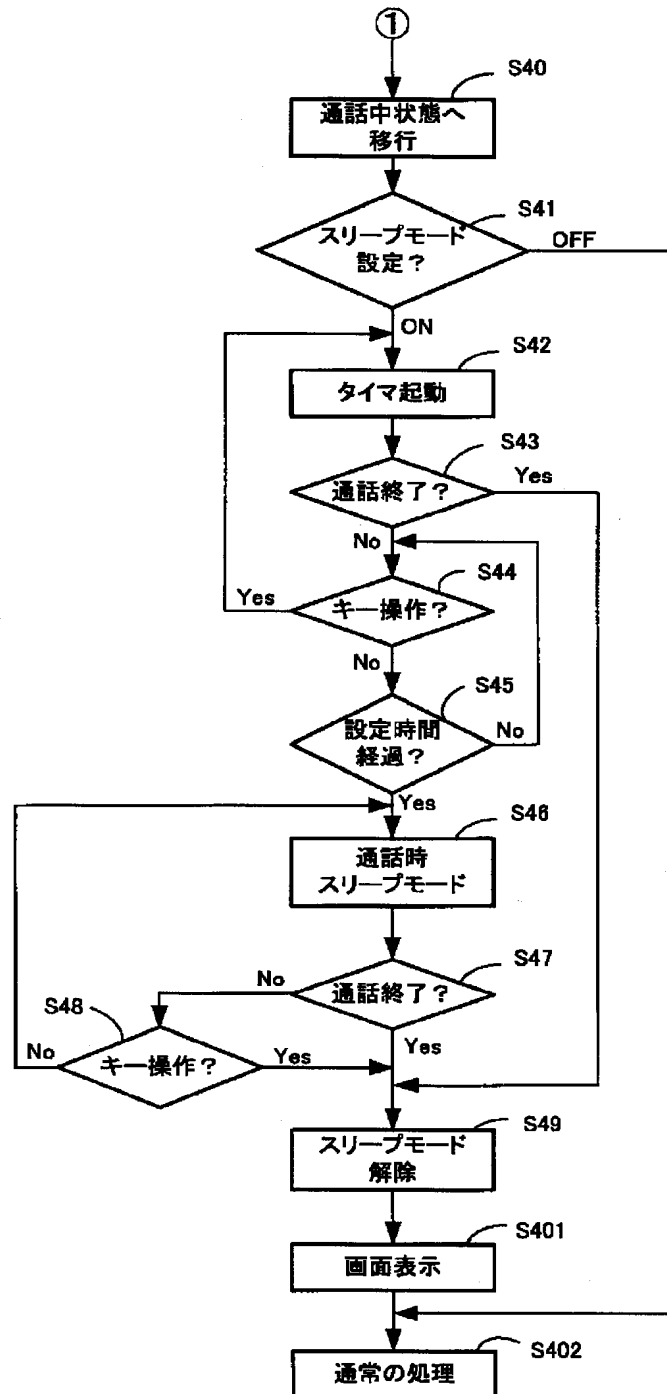 ①
S40
通話中状態へ
移行
S41
スリープモード
設定?
OFF
ON
S42
タイマ起動
S43
通話終了?
Yes
No
S44
キー操作?
Yes
No
S45
設定時間
経過?
No
Yes
S46
通話時
スリープモード
S47
通話終了?
No
Yes
S48
キー操作?
No
Yes
S49
スリープモード
解除
S401
画面表示
S402
通常の処理